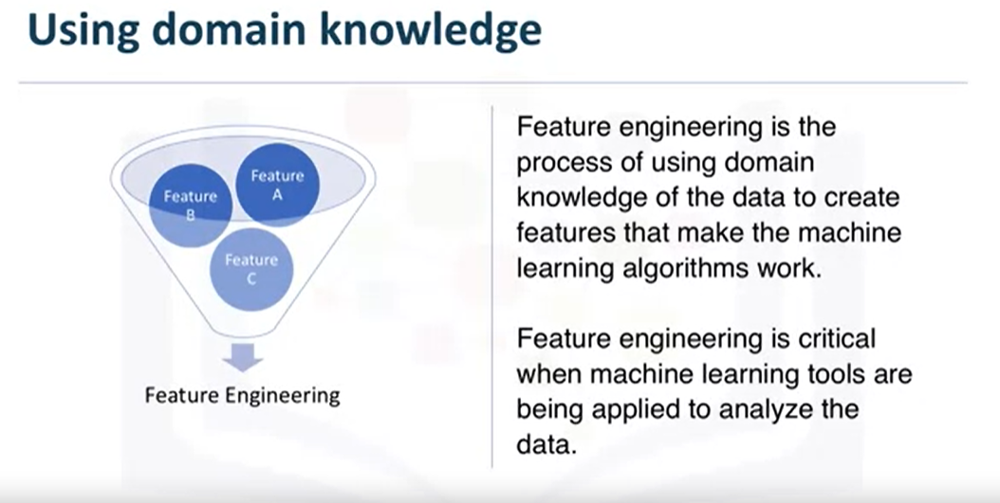 Using domain knowledge
Feature
A
Feature
B
Feature
C
Feature Engineering
Feature engineering is the
process of using domain
knowledge of the data to create
features that make the machine
learning algorithms work.
Feature engineering is critical
when machine learning tools are
being applied to analyze the
data.